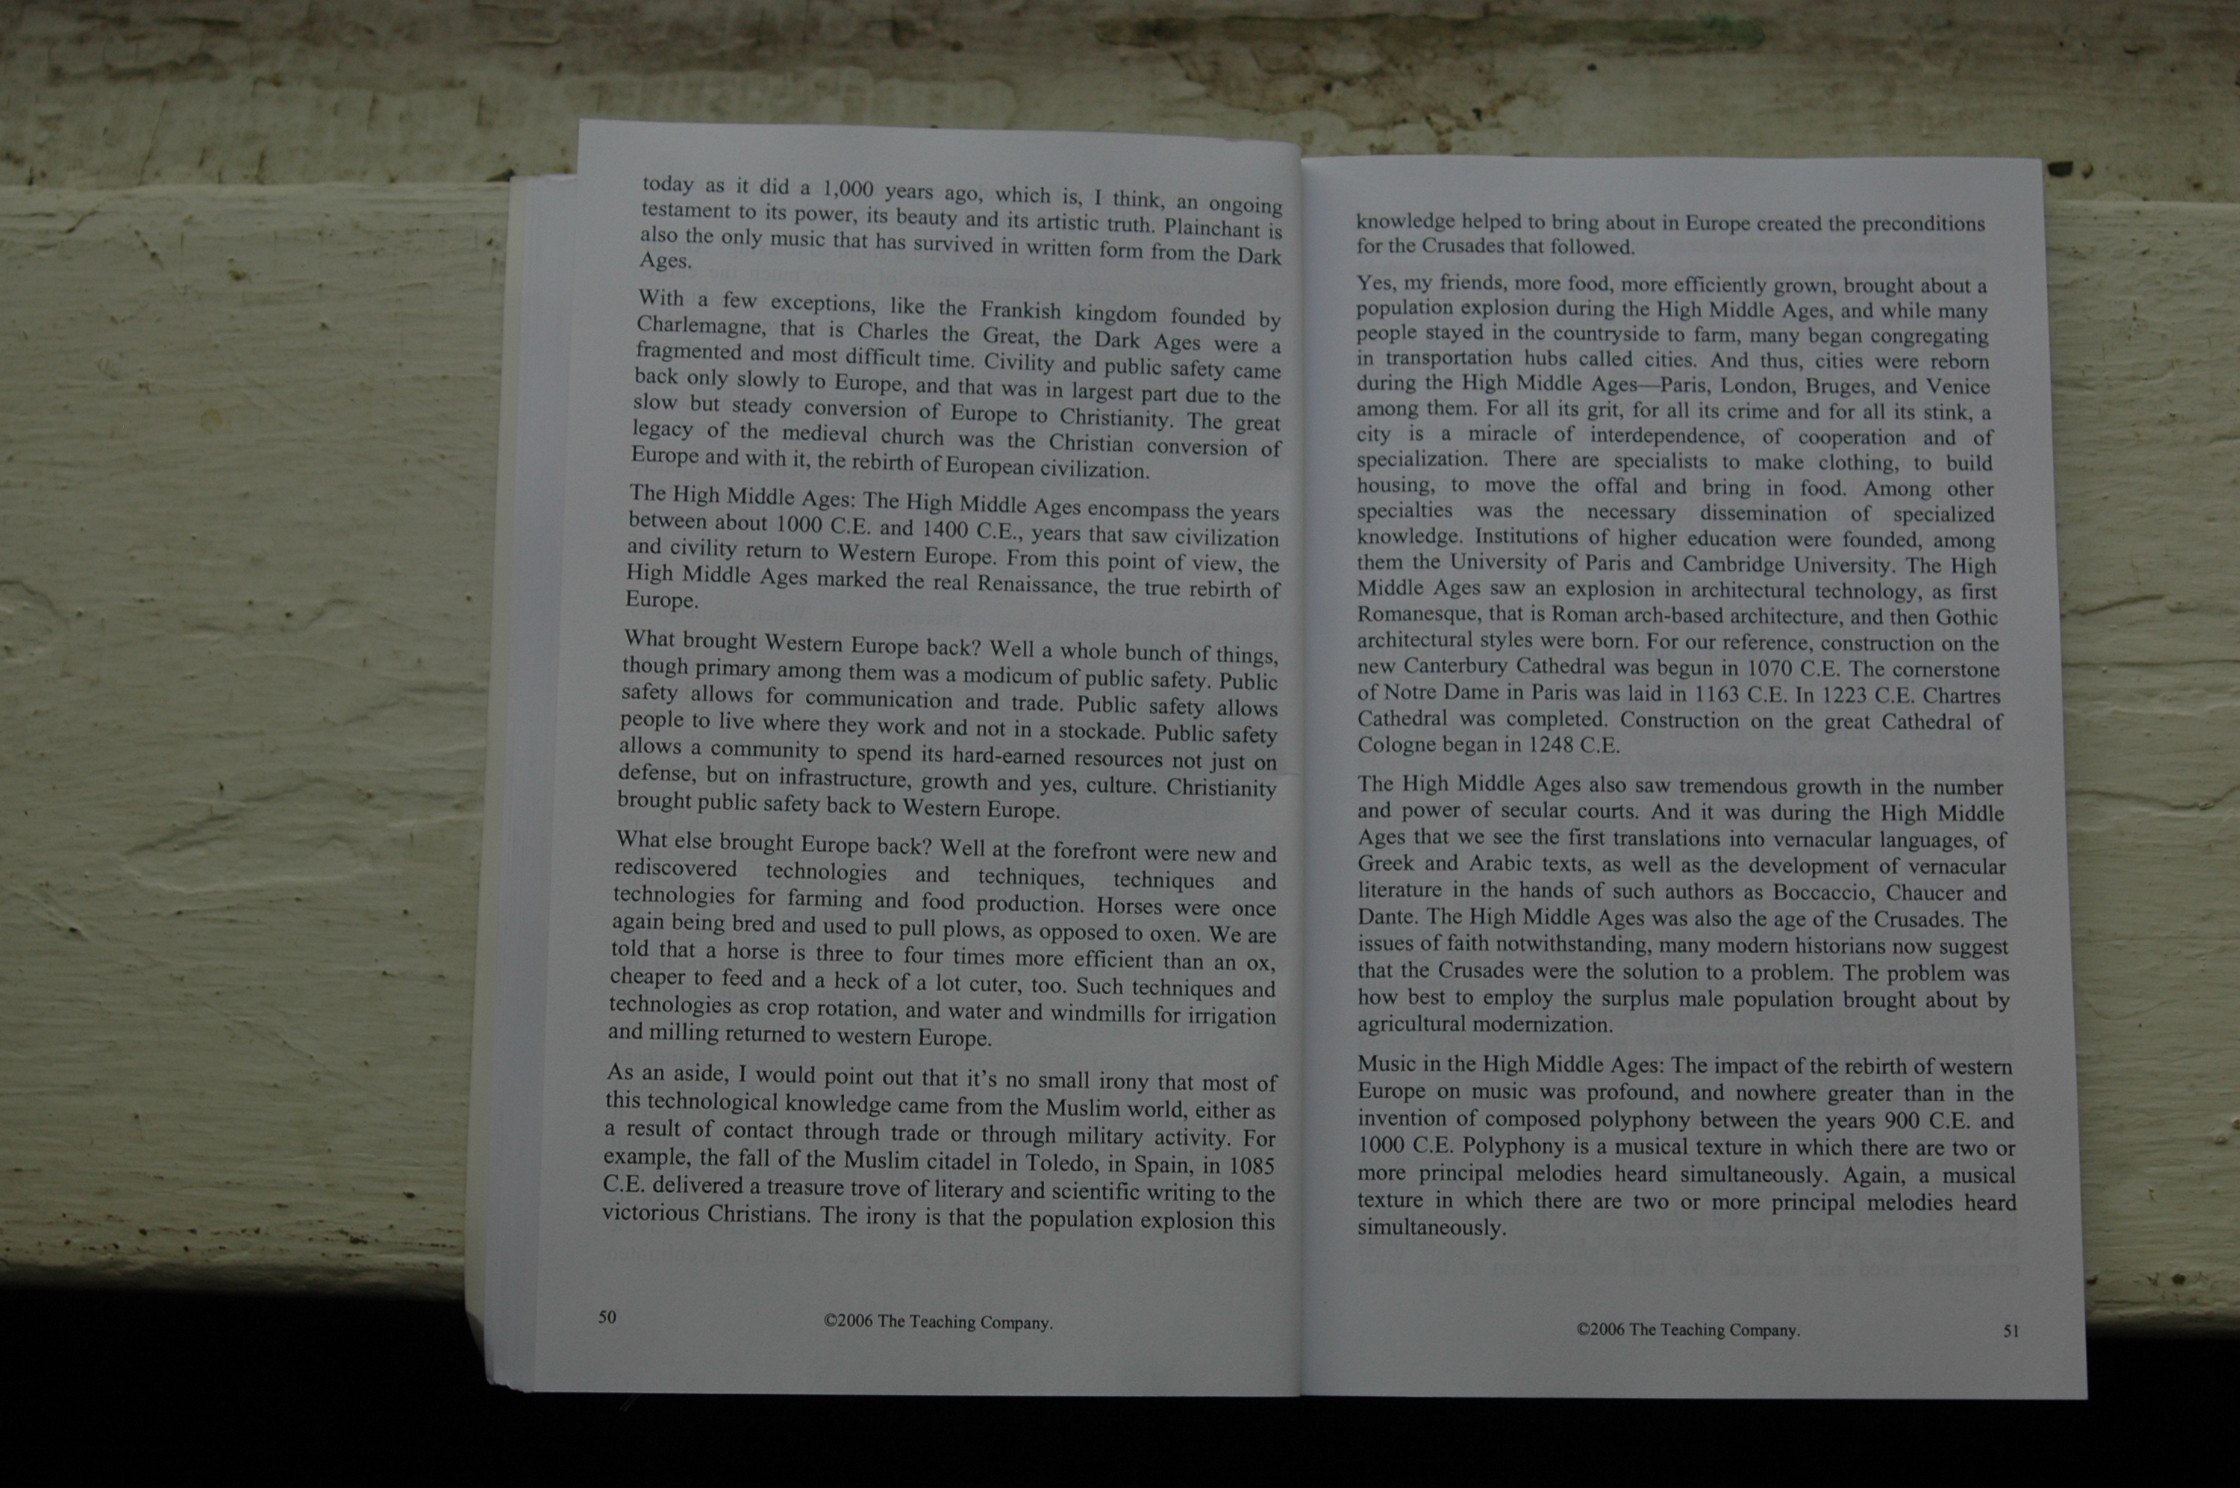 today as it did a 1,000 years ago, which is, I think, an ongoing
testament to its power, its beauty and its artistic truth. Plainchant is
also the only music that has survived in written form from the Dark
Ages.
With a few exceptions, like the Frankish kingdom founded by
Charlemagne, that is Charles the Great, the Dark Ages were a
fragmented and most difficult time. Civility and public safety came
back only slowly to Europe, and that was in largest part due to the
slow but steady conversion of Europe to Christianity. The great
legacy of the medieval church was the Christian conversion of
Europe and with it, the rebirth of European civilization.
The High Middle Ages: The High Middle Ages encompass the years
between about 1000 C.E. and 1400 C.E., years that saw civilization
and civility return to Western Europe. From this point of view, the
High Middle Ages marked the real Renaissance, the true rebirth of
Europe.
What brought Western Europe back? Well a whole bunch of things,
though primary among them was a modicum of public safety. Public
safety allows for communication and trade. Public safety allows
people to live where they work and not in a stockade. Public safety
allows a community to spend its hard-earned resources not just on
defense, but on infrastructure, growth and yes, culture. Christianity
brought public safety back to Western Europe.
What else brought Europe back? Well at the forefront were new and
rediscovered technologies and techniques, techniques and
technologies for farming and food production. Horses were once
again being bred and used to pull plows, as opposed to oxen. We are
told that a horse is three to four times more efficient than an ox,
cheaper to feed and a heck of a lot cuter, too. Such techniques and
technologies as crop rotation, and water and windmills for irrigation
and milling returned to western Europe.
As an aside, I would point out that it's no small irony that most of
this technological knowledge came from the Muslim world, either as
a result of contact through trade or through military activity. For
example, the fall of the Muslim citadel in Toledo, in Spain, in 1085
C.E. delivered a treasure trove of literary and scientific writing to the
victorious Christians. The irony is that the population explosion this
50
©2006 The Teaching Company.
knowledge helped to bring about in Europe created the preconditions
for the Crusades that followed.
Yes, my friends, more food, more efficiently grown, brought about a
population explosion during the High Middle Ages, and while many
people stayed in the countryside to farm, many began congregating
in transportation hubs called cities. And thus, cities were reborn
during the High Middle Ages—Paris, London, Bruges, and Venice
among them. For all its grit, for all its crime and for all its stink, a
city is a miracle of interdependence, of cooperation and of
specialization. There are specialists to make clothing, to build
housing, to move the offal and bring in food. Among other
specialties was the necessary dissemination of specialized
knowledge. Institutions of higher education were founded, among
them the University of Paris and Cambridge University. The High
Middle Ages saw an explosion in architectural technology, as first
Romanesque, that is Roman arch-based architecture, and then Gothic
architectural styles were born. For our reference, construction on the
new Canterbury Cathedral was begun in 1070 C.E. The cornerstone
of Notre Dame in Paris was laid in 1163 C.E. In 1223 C.E. Chartres
Cathedral was completed. Construction on the great Cathedral of
Cologne began in 1248 C.E.
The High Middle Ages also saw tremendous growth in the number
and power of secular courts. And it was during the High Middle
Ages that we see the first translations into vernacular languages, of
Greek and Arabic texts, as well as the development of vernacular
literature in the hands of such authors as Boccaccio, Chaucer and
Dante. The High Middle Ages was also the age of the Crusades. The
issues of faith notwithstanding, many modern historians now suggest
that the Crusades were the solution to a problem. The problem was
how best to employ the surplus male population brought about by
agricultural modernization.
Music in the High Middle Ages: The impact of the rebirth of western
Europe on music was profound, and nowhere greater than in the
invention of composed polyphony between the years 900 C.E. and
1000 C.E. Polyphony is a musical texture in which there are two or
more principal melodies heard simultaneously. Again, a musical
texture in which there are two or more principal melodies heard
simultaneously.
©2006 The Teaching Company.
51